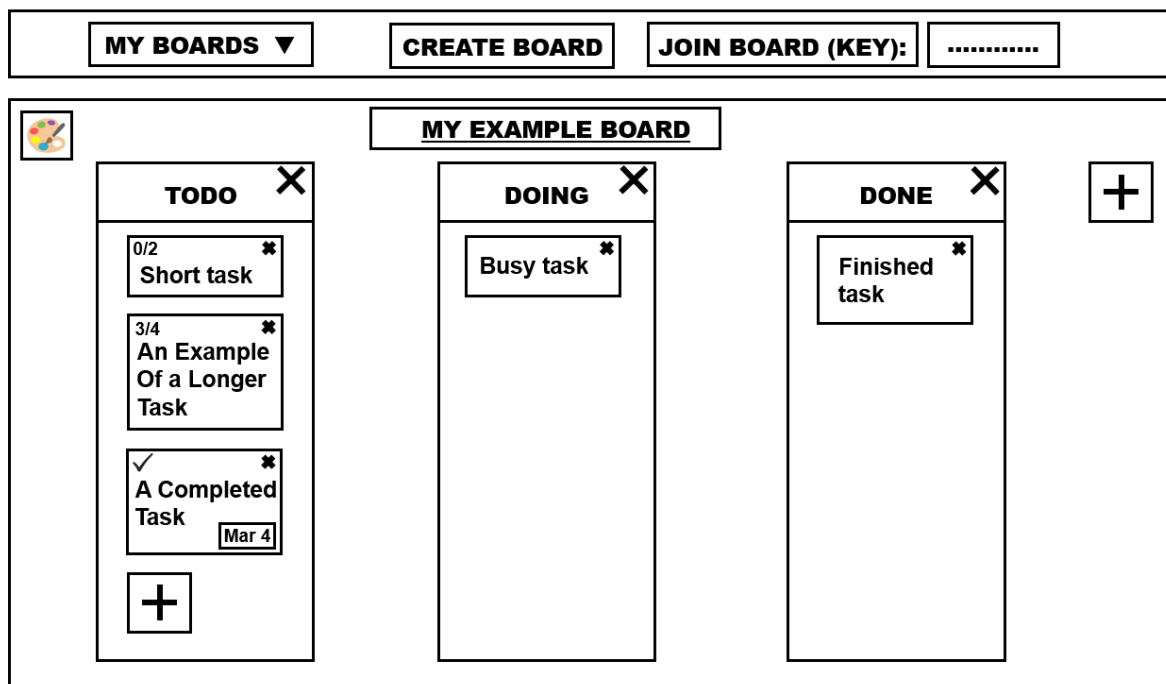 MY BOARDS ▼
CREATE BOARD
JOIN BOARD (KEY):
............
MY EXAMPLE BOARD
TODO
0/2
Short task
3/4
An Example
Of a Longer
Task
A Completed
Task
Mar 4
DOING
Busy task
DONE
Finished
task